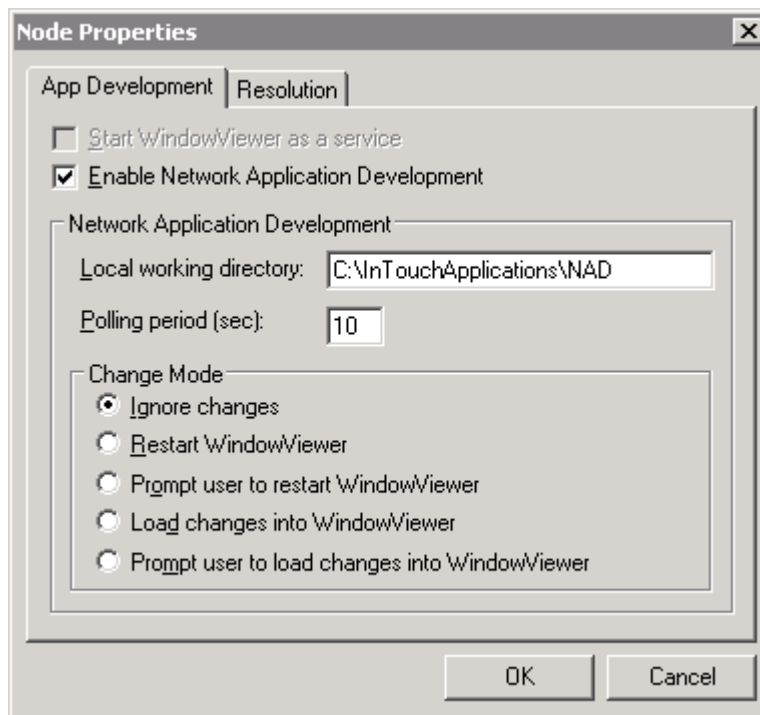 Node Properties
App Development
Resolution
Start WindowViewer as a service
Enable Network Application Development
Network Application Development
Local working directory: C:\InTouchApplications\NAD
Polling period (sec): 10
Change Mode
Ignore changes
Restart WindowViewer
Prompt user to restart WindowViewer
Load changes into WindowViewer
Prompt user to load changes into WindowViewer
OK
Cancel